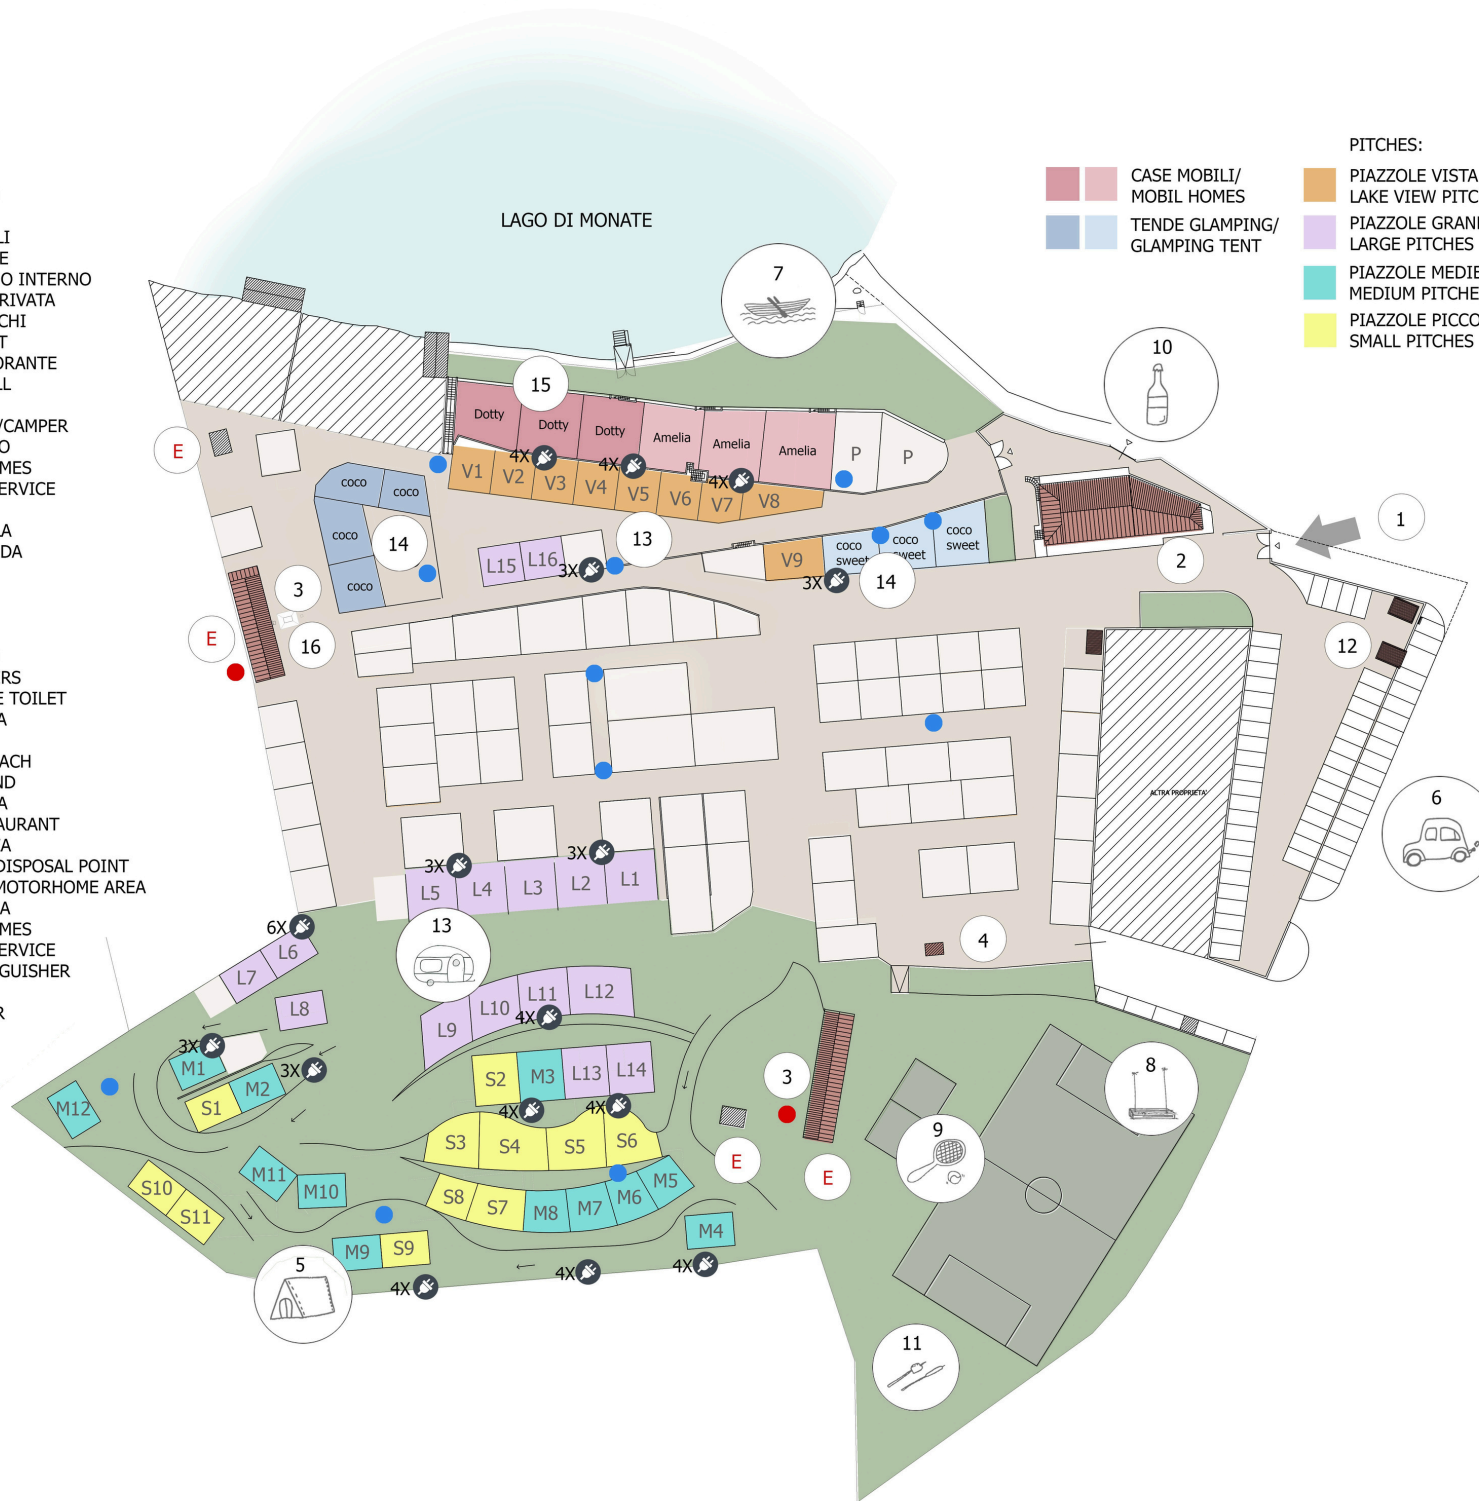 PITCHES:
CASE MOBILI/
MOBIL HOMES
TENDE GLAMPING/
GLAMPING TENT
PIAZZOLE VISTA
LAKE VIEW PITC
PIAZZOLE GRAN
LARGE PITCHES
PIAZZOLE MEDIE
MEDIUM PITCHE
PIAZZOLE PICCO
SMALL PITCHES
LI
E
O INTERNO
RIVATA
CHI
T
ORANTE
LL
/CAMPER
O
MES
ERVICE
LA
DA
RS
E TOILET
A
ACH
ND
A
AURANT
A
DISPOSAL POINT
MOTORHOME AREA
A
MES
ERVICE
GUISHER
R
LAGO DI MONATE
7
10
15
1
Dotty
Dotty
Dotty
Amelia
Amelia
Amelia
P
P
E
4X
4X
4X
V1
V2
V3
V4
V5
V6
V7
V8
coco
coco
coco
coco
14
L15
L16
3X
13
V9
coco
sweet
coco
sweet
coco
sweet
3X
14
2
3
E
16
12
ALTRA PROPRIETA'
6
3X
3X
L5
L4
L3
L2
L1
13
4
6X
L6
L7
L8
L9
L10
L11
L12
4X
3X
M1
3X
M2
S1
M12
S2
M3
L13
L14
4X
4X
3
8
S3
S4
S5
S6
E
E
9
M11
M10
S10
S11
S8
S7
M8
M7
M6
M5
M4
M9
S9
5
4X
4X
4X
11